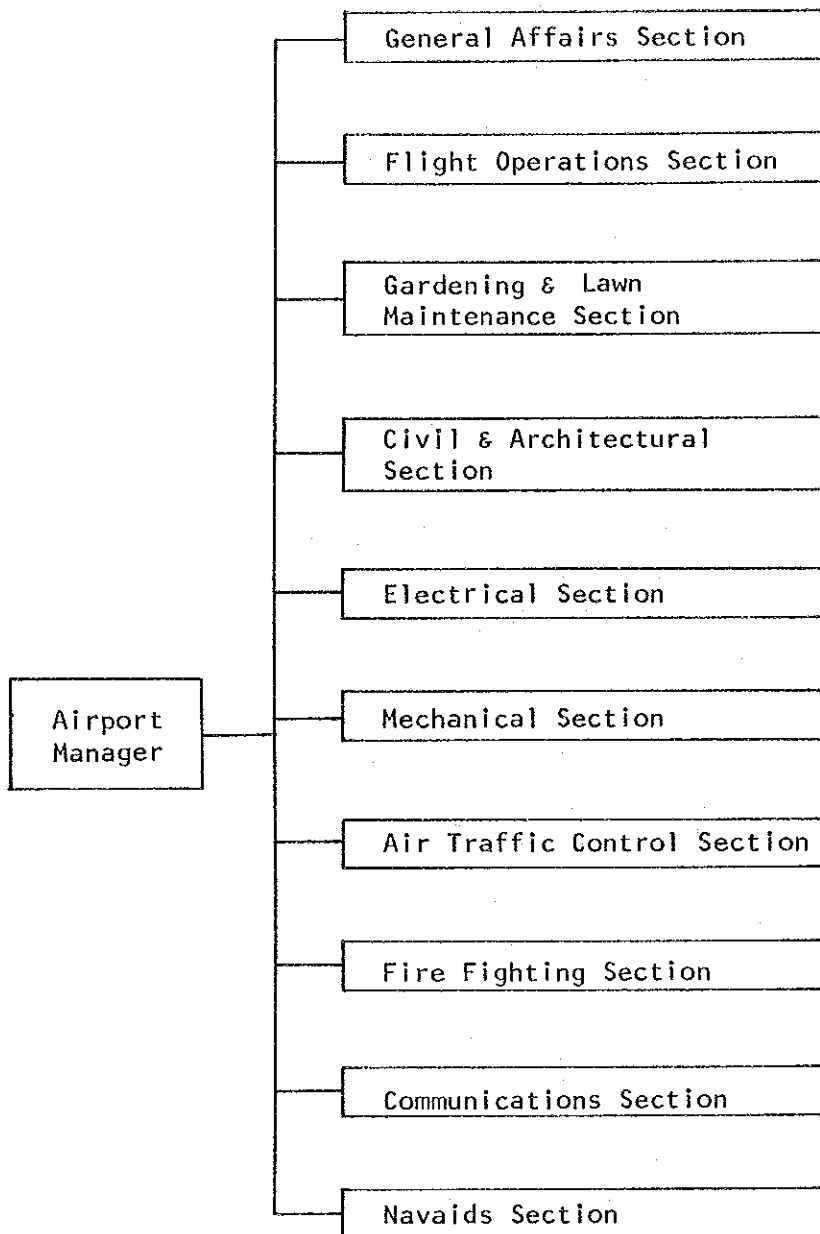 General Affairs Section
Flight Operations Section
Gardening & Lawn
Maintenance Section
Civil & Architectural
Section
Electrical Section
Airport
Manager
Mechanical Section
Air Traffic Control Section
Fire Fighting Section
Communications Section
Navaids Section